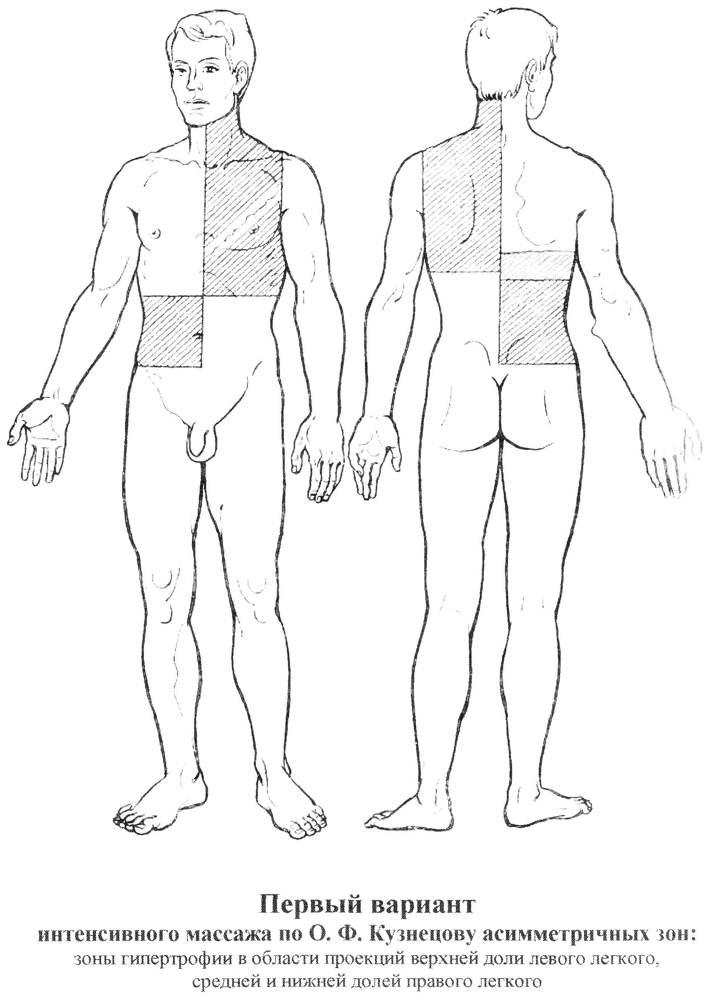 Первый вариант
интенсивного массажа по О. Ф. Кузнецову асимметричных зон:
зоны гипертрофии в области проекций верхней доли левого легкого,
средней и нижней долей правого легкого